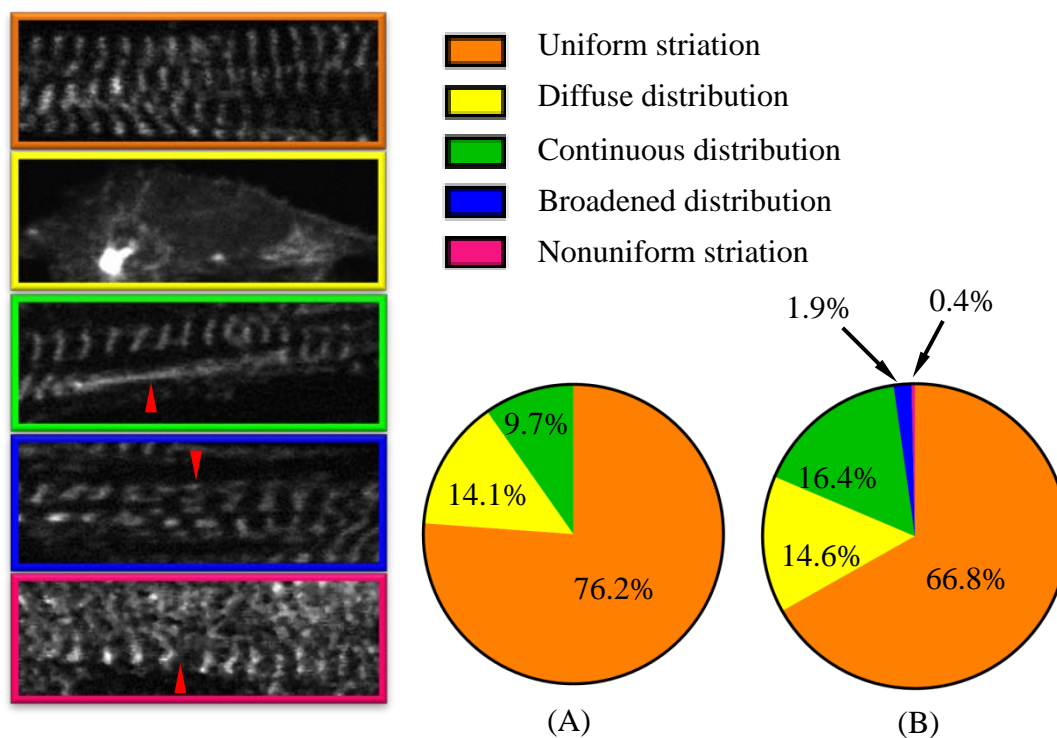 Uniform striation
Diffuse distribution
Continuous distribution
Broadened distribution
Nonuniform striation
1.9%
0.4%
9.7%
14.1%
76.2%
16.4%
14.6%
66.8%
(A)
(B)